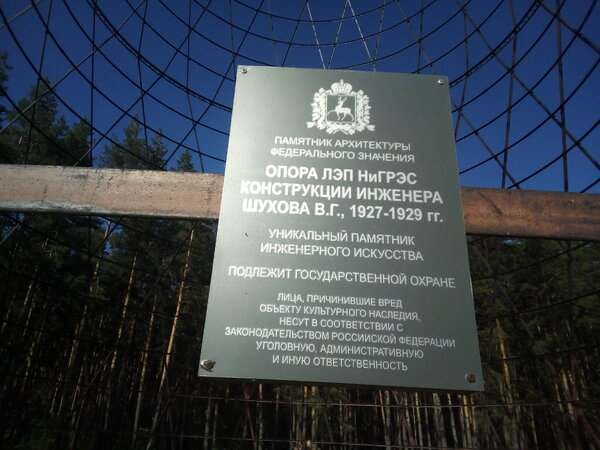 ПАМЯТНИК АРХИТЕКТУРЫ
ФЕДЕРАЛЬНОГО ЗНАЧЕНИЯ
ОПОРА ЛЭП НиГРЭС
КОНСТРУКЦИИ ИНЖЕНЕРА
ШУХОВА В.Г., 1927-1929 гг.
УНИКАЛЬНЫЙ ПАМЯТНИК
ИНЖЕНЕРНОГО ИСКУССТВА
ПОДЛЕЖИТ ГОСУДАРСТВЕННОЙ ОХРАНЕ
ЛИЦА, ПРИЧИНИВШИЕ ВРЕД
ОБЪЕКТУ КУЛЬТУРНОГО НАСЛЕДИЯ,
НЕСУТ В СООТВЕТСТВИИ С
ЗАКОНОДАТЕЛЬСТВОМ РОССИЙСКОЙ ФЕДЕРАЦИИ
УГОЛОВНУЮ, АДМИНИСТРАТИВНУЮ
И ИНУЮ ОТВЕТСТВЕННОСТЬ